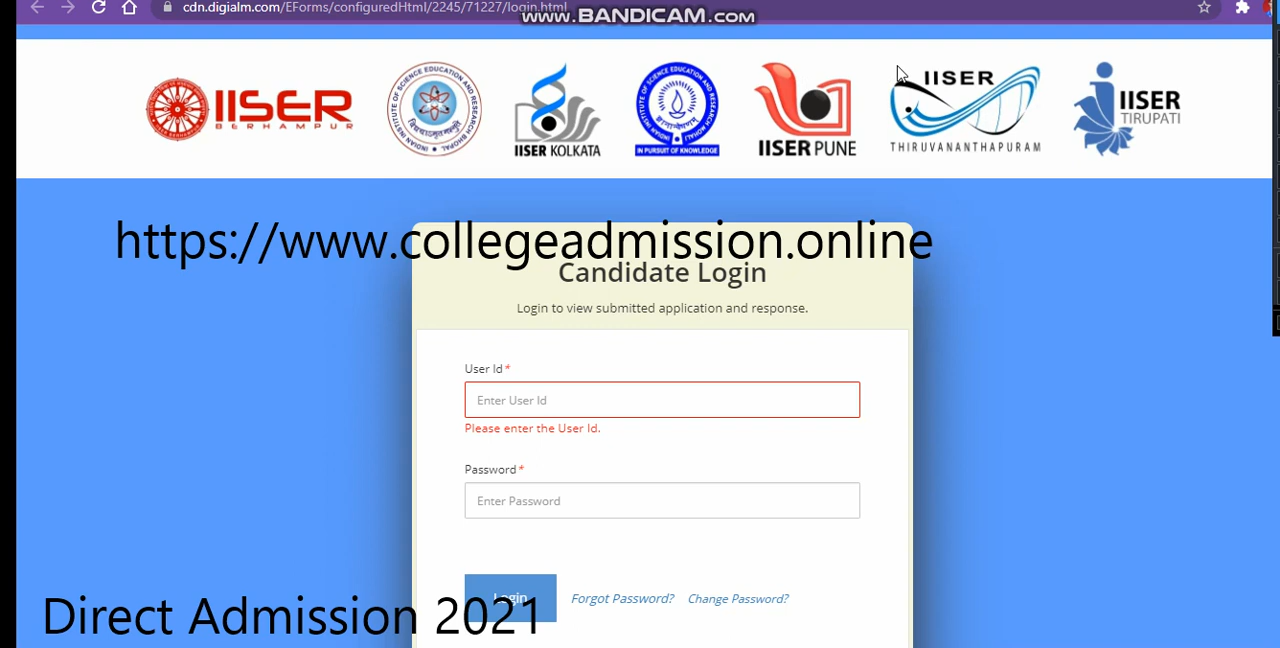 cdn.digialm.com/EForms/configuredHtml/2245/71227/login.html
www.BANDICAM.com
IISER
BERHAMPUR
IISER KOLKATA
IN PURSUIT OF KNOWLEDGE
IISER PUNE
IISER
THIRUVANANTHAPURAM
IISER
TIRUPATI
https://www.collegeadmission.online
Candidate Login
Login to view submitted application and response.
User Id*
Enter User Id
Please enter the User Id.
Password*
Enter Password
Login
Forgot Password?
Change Password?
Direct Admission 2021